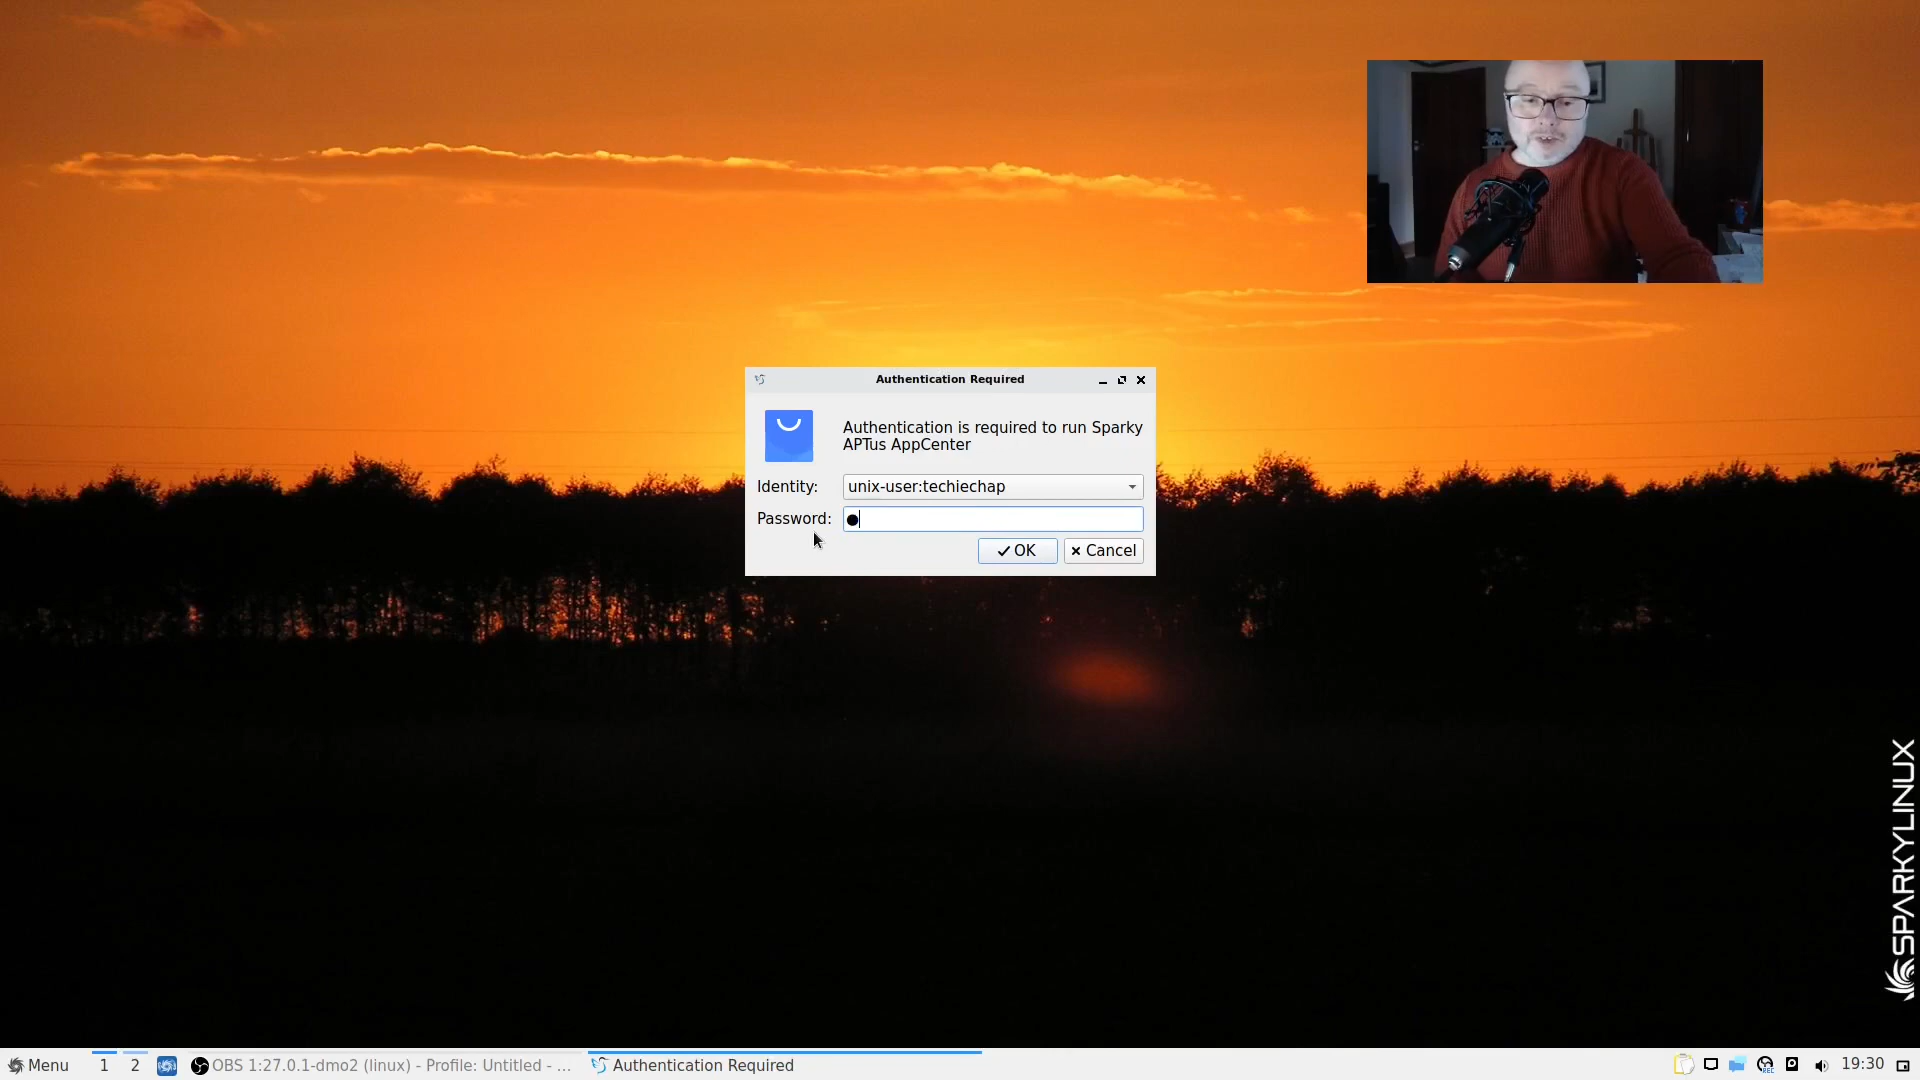 Authentication Required
Authentication is required to run Sparky
APTus AppCenter
Identity:
unix-user:techiechap
Password:
OK
Cancel
SPARKYLINUX
Menu
1
2
OBS 1:27.0.1-dmo2 (linux) - Profile: Untitled - ...
Authentication Required
REC
19:30